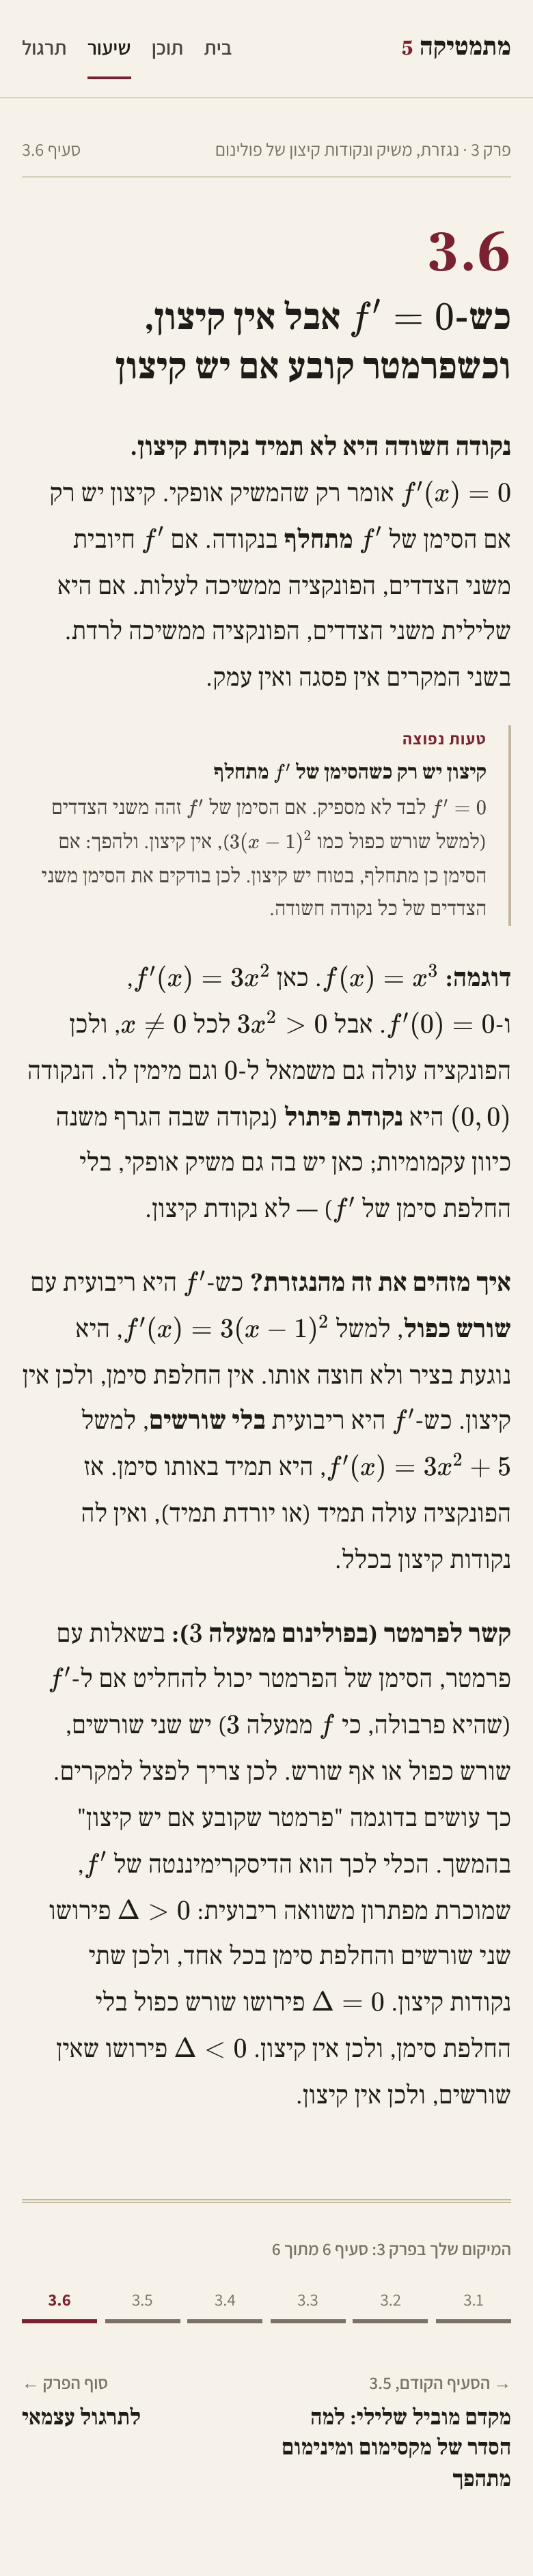 מתמטיקה 5
בית תוכן שיעור תרגול
פרק 3 · נגזרת, משיק ונקודות קיצון של פולינום
סעיף 3.6
3.6
כש-f′ = 0 אבל אין קיצון,
וכשפרמטר קובע אם יש קיצון
נקודה חשודה היא לא תמיד נקודת קיצון.
f′(x) = 0 אומר רק שהמשיק אופקי. קיצון יש רק
אם הסימן של f′ מתחלף בנקודה. אם f′ חיובית
משני הצדדים, הפונקציה ממשיכה לעלות. אם היא
שלילית משני הצדדים, הפונקציה ממשיכה לרדת.
בשני המקרים אין פסגה ואין עמק.
טעות נפוצה
קיצון יש רק כשהסימן של f′ מתחלף
f′ = 0 לבד לא מספיק. אם הסימן של f′ זהה משני הצדדים
(למשל שורש כפול כמו 3(x − 1)²), אין קיצון. ולהפך: אם
הסימן כן מתחלף, בטוח יש קיצון. לכן בודקים את הסימן משני
הצדדים של כל נקודה חשודה.
דוגמה: f(x) = x³. כאן f′(x) = 3x²,
ו-f′(0) = 0. אבל 3x² > 0 לכל x ≠ 0, ולכן
הפונקציה עולה גם משמאל ל-0 וגם מימין לו. הנקודה
(0, 0) היא נקודת פיתול (נקודה שבה הגרף משנה
כיוון עקמומיות; כאן יש בה גם משיק אופקי, בלי
החלפת סימן של f′) — לא נקודת קיצון.
איך מזהים את זה מהנגזרת? כש-f′ היא ריבועית עם
שורש כפול, למשל f′(x) = 3(x − 1)², היא
נוגעת בציר ולא חוצה אותו. אין החלפת סימן, ולכן אין
קיצון. כש-f′ היא ריבועית בלי שורשים, למשל
f′(x) = 3x² + 5, היא תמיד באותו סימן. אז
הפונקציה עולה תמיד (או יורדת תמיד), ואין לה
נקודות קיצון בכלל.
קשר לפרמטר (בפולינום ממעלה 3): בשאלות עם
פרמטר, הסימן של הפרמטר יכול להחליט אם ל-f′
(שהיא פרבולה, כי f ממעלה 3) יש שני שורשים,
שורש כפול או אף שורש. לכן צריך לפצל למקרים.
כך עושים בדוגמה "פרמטר שקובע אם יש קיצון"
בהמשך. הכלי לכך הוא הדיסקרימיננטה של f′,
שמוכרת מפתרון משוואה ריבועית: Δ > 0 פירושו
שני שורשים והחלפת סימן בכל אחד, ולכן שתי
נקודות קיצון. Δ = 0 פירושו שורש כפול בלי
החלפת סימן, ולכן אין קיצון. Δ < 0 פירושו שאין
שורשים, ולכן אין קיצון.
המיקום שלך בפרק 3: סעיף 6 מתוך 6
3.1 3.2 3.3 3.4 3.5 3.6
→ הסעיף הקודם, 3.5
מקדם מוביל שלילי: למה
הסדר של מקסימום ומינימום
מתהפך
סוף הפרק ←
לתרגול עצמאי